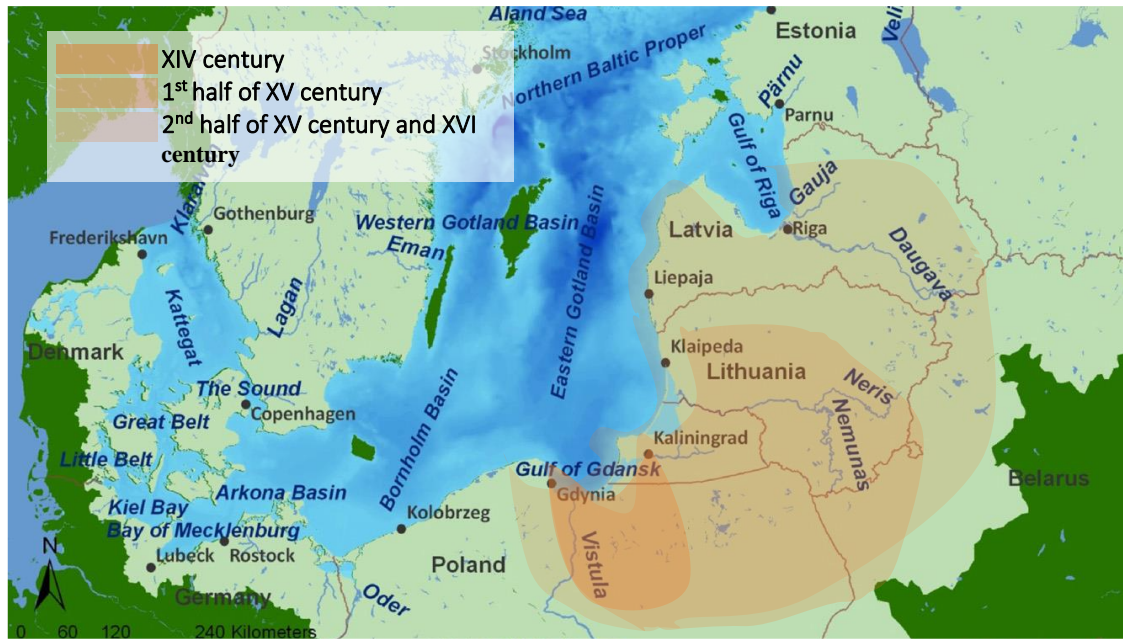 Aland Sea
Estonia
Veli
XIV century
1st half of XV century
2nd half of XV century and XVI
century
Stockholm
Northern Baltic Proper
Pärnu
Parnu
Gulf of Riga
Gauja
Klaralven
Gothenburg
Western Gotland Basin
Latvia
Riga
Frederikshavn
Eman
Daugava
Eastern Gotland Basin
Liepaja
Lagan
Kattegat
Denmark
Klaipeda
Lithuania
The Sound
Neris
Copenhagen
Great Belt
Bornholm Basin
Nemunas
Kaliningrad
Little Belt
Gulf of Gdansk
Belarus
Arkona Basin
Gdynia
Kiel Bay
Kolobrzeg
Bay of Mecklenburg
N
Lubeck
Rostock
Poland
Vistula
Germany
Oder
0 60 120 240 Kilometers